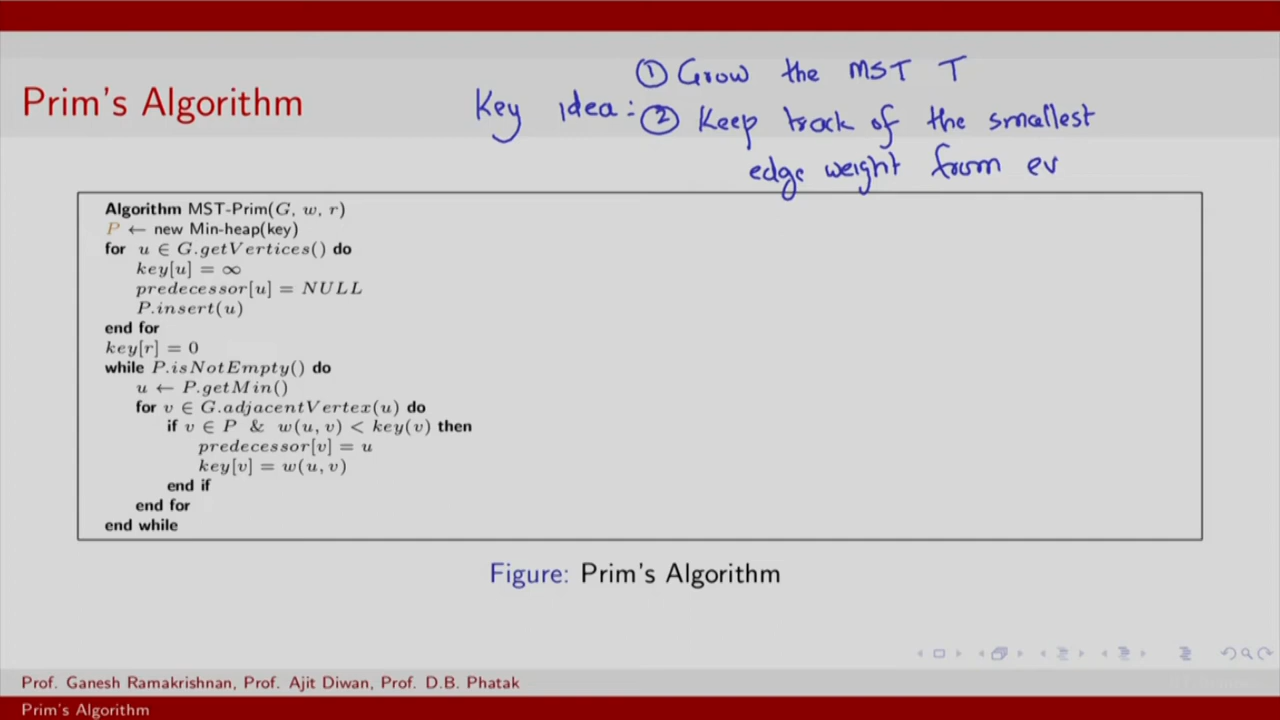 ① Grow the MST T
Prim's Algorithm
Key idea: ② Keep track of the smallest
edge weight from ev
Algorithm MST-Prim(G, w, r)
P ← new Min-heap(key)
for u ∈ G.getVertices() do
key[u] = ∞
predecessor[u] = NULL
P.insert(u)
end for
key[r] = 0
while P.isNotEmpty() do
u ← P.getMin()
for v ∈ G.adjacentVertex(u) do
if v ∈ P & w(u, v) < key(v) then
predecessor[v] = u
key[v] = w(u, v)
end if
end for
end while
Figure: Prim's Algorithm
Prof. Ganesh Ramakrishnan, Prof. Ajit Diwan, Prof. D.B. Phatak
Prim's Algorithm